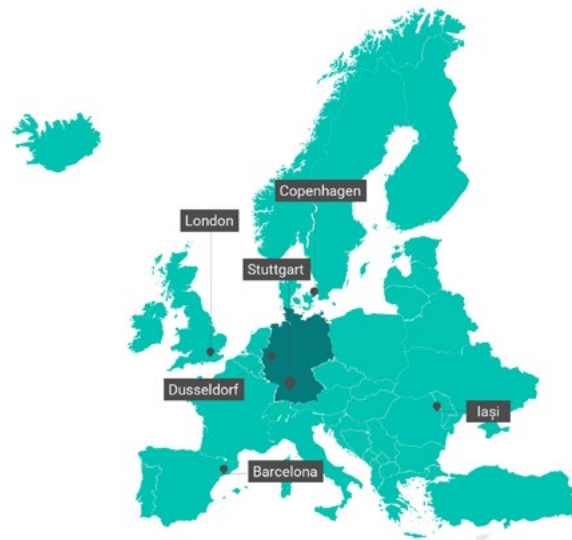 Copenhagen
London
Stuttgart
Dusseldorf
Iași
Barcelona